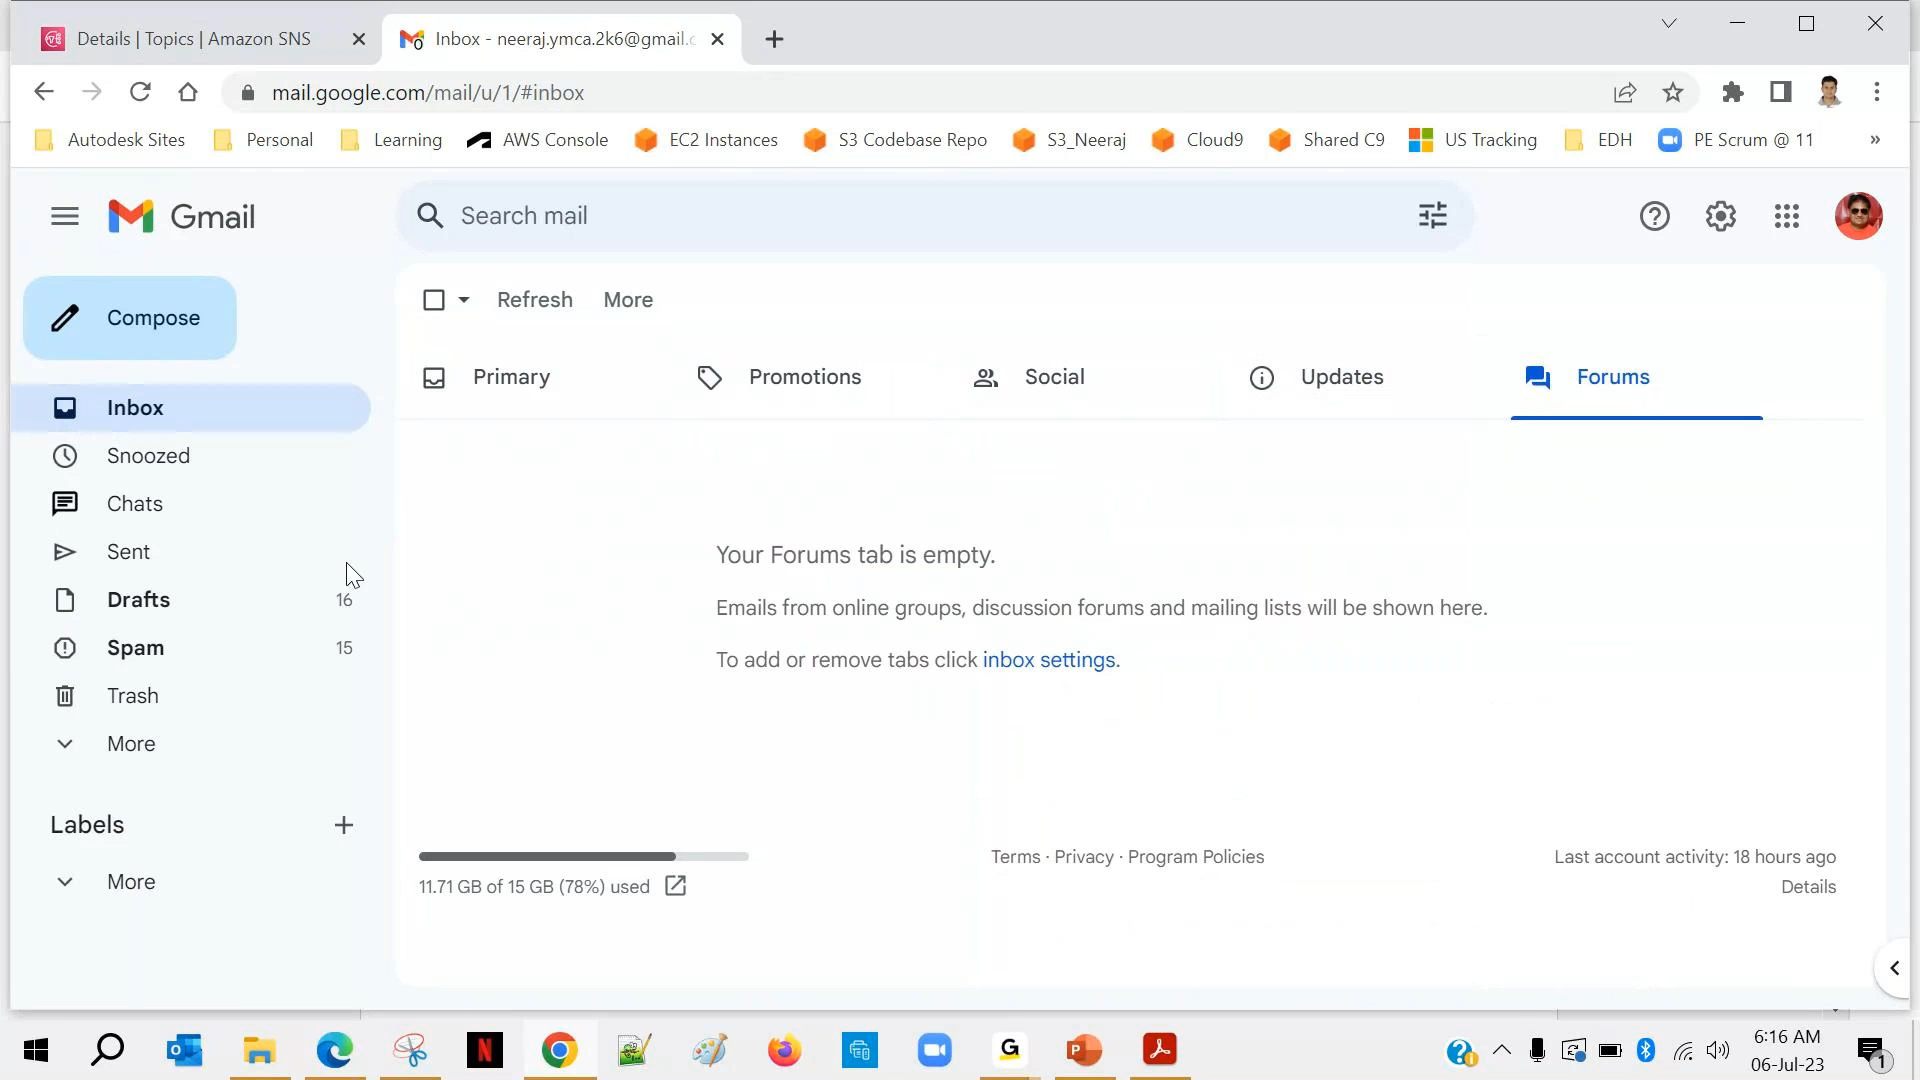 Details | Topics | Amazon SNS
Inbox - neeraj.ymca.2k6@gmail.c
mail.google.com/mail/u/1/#inbox
Autodesk Sites Personal Learning AWS Console EC2 Instances S3 Codebase Repo S3_Neeraj Cloud9 Shared C9 US Tracking EDH PE Scrum @ 11 »
Gmail
Search mail
Compose
Refresh More
Primary Promotions Social Updates Forums
Inbox
Snoozed
Chats
Sent
Drafts 16
Spam 15
Trash
More
Labels
More
Your Forums tab is empty.
Emails from online groups, discussion forums and mailing lists will be shown here.
To add or remove tabs click inbox settings.
11.71 GB of 15 GB (78%) used
Terms · Privacy · Program Policies
Last account activity: 18 hours ago
Details
6:16 AM
06-Jul-23
1